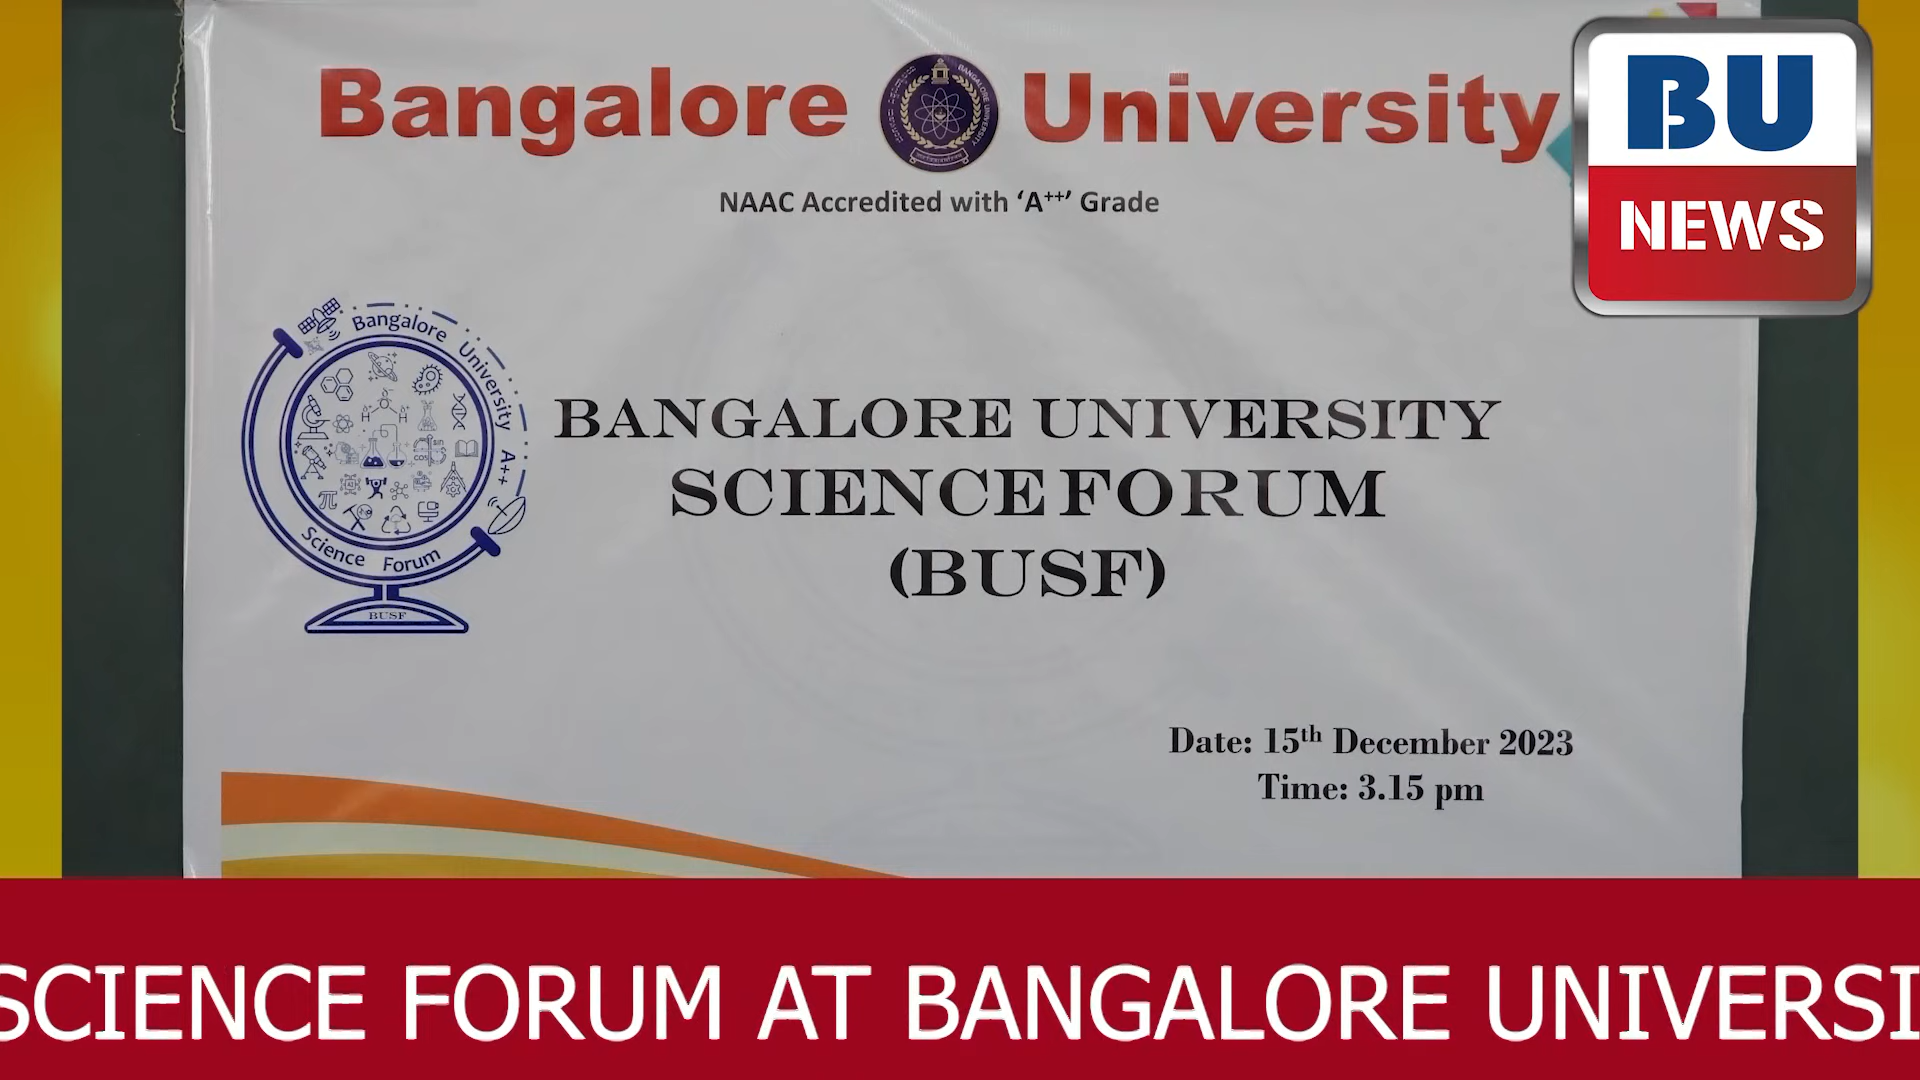 Bangalore University
NAAC Accredited with ‘A++’ Grade
BU
NEWS
Bangalore University A++
Science Forum
BUSF
BANGALORE UNIVERSITY
SCIENCE FORUM
(BUSF)
Date: 15th December 2023
Time: 3.15 pm
SCIENCE FORUM AT BANGALORE UNIVERSI